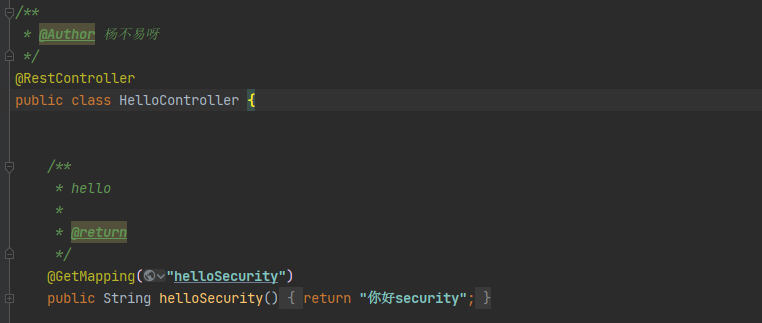 /**
 * @Author 杨不易呀
 */
@RestController
public class HelloController {
    /**
     * hello
     *
     * @return
     */
    @GetMapping("helloSecurity")
    public String helloSecurity() { return "你好security"; }